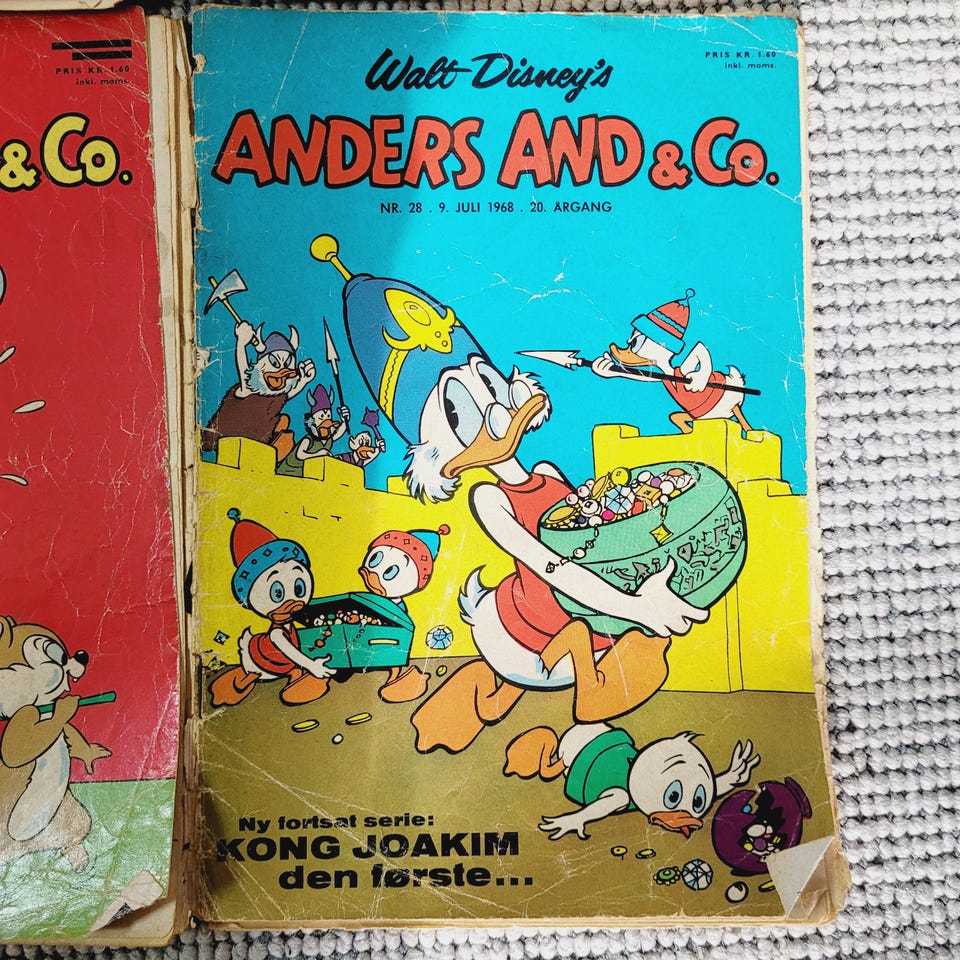 PRIS KR. 1.60
inkl. moms.
& Co.
Walt Disney's
PRIS KR. 1.60
inkl. moms.
ANDERS AND & Co.
NR. 28 . 9. JULI 1968 . 20. ÅRGANG
Ny fortsat serie:
KONG JOAKIM
den første...